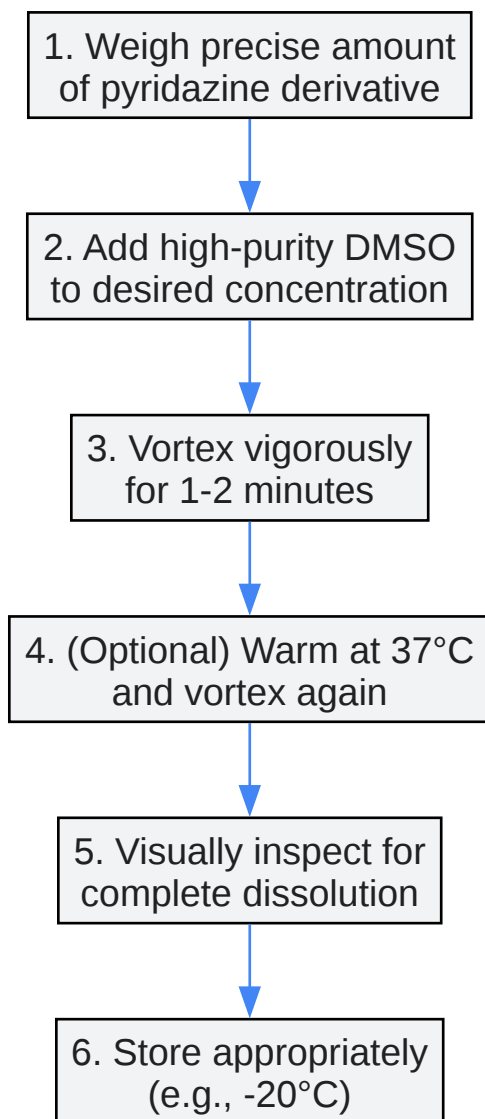 1. Weigh precise amount
of pyridazine derivative
2. Add high-purity DMSO
to desired concentration
3. Vortex vigorously
for 1-2 minutes
4. (Optional) Warm at 37°C
and vortex again
5. Visually inspect for
complete dissolution
6. Store appropriately
(e.g., -20°C)